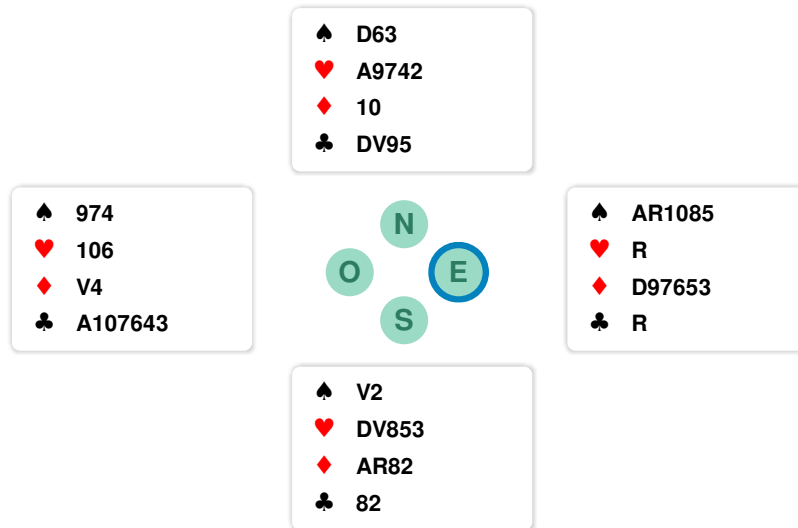 ♠ D63
♥ A9742
♦ 10
♣ DV95
♠ 974
♥ 106
♦ V4
♣ A107643
N
O
E
S
♠ AR1085
♥ R
♦ D97653
♣ R
♠ V2
♥ DV853
♦ AR82
♣ 82